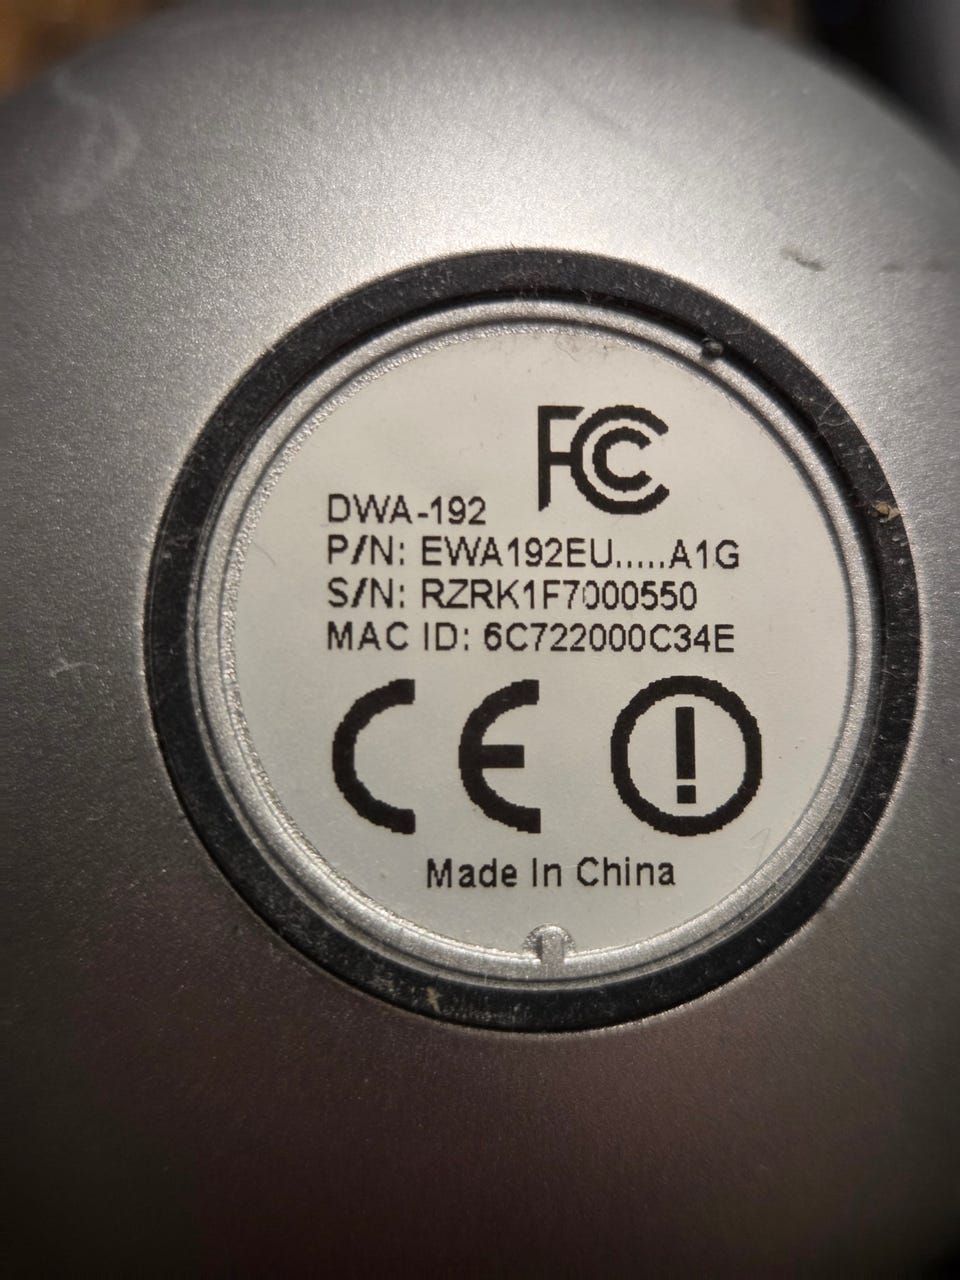 FC
DWA-192
P/N: EWA192EU.....A1G
S/N: RZRK1F7000550
MAC ID: 6C722000C34E
CE
Made In China